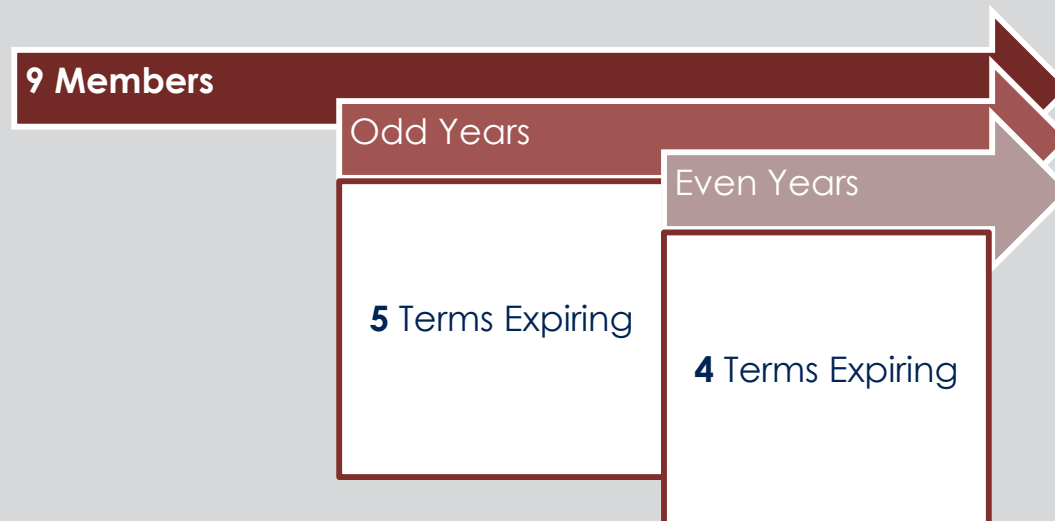 9 Members
Odd Years
Even Years
5 Terms Expiring
4 Terms Expiring